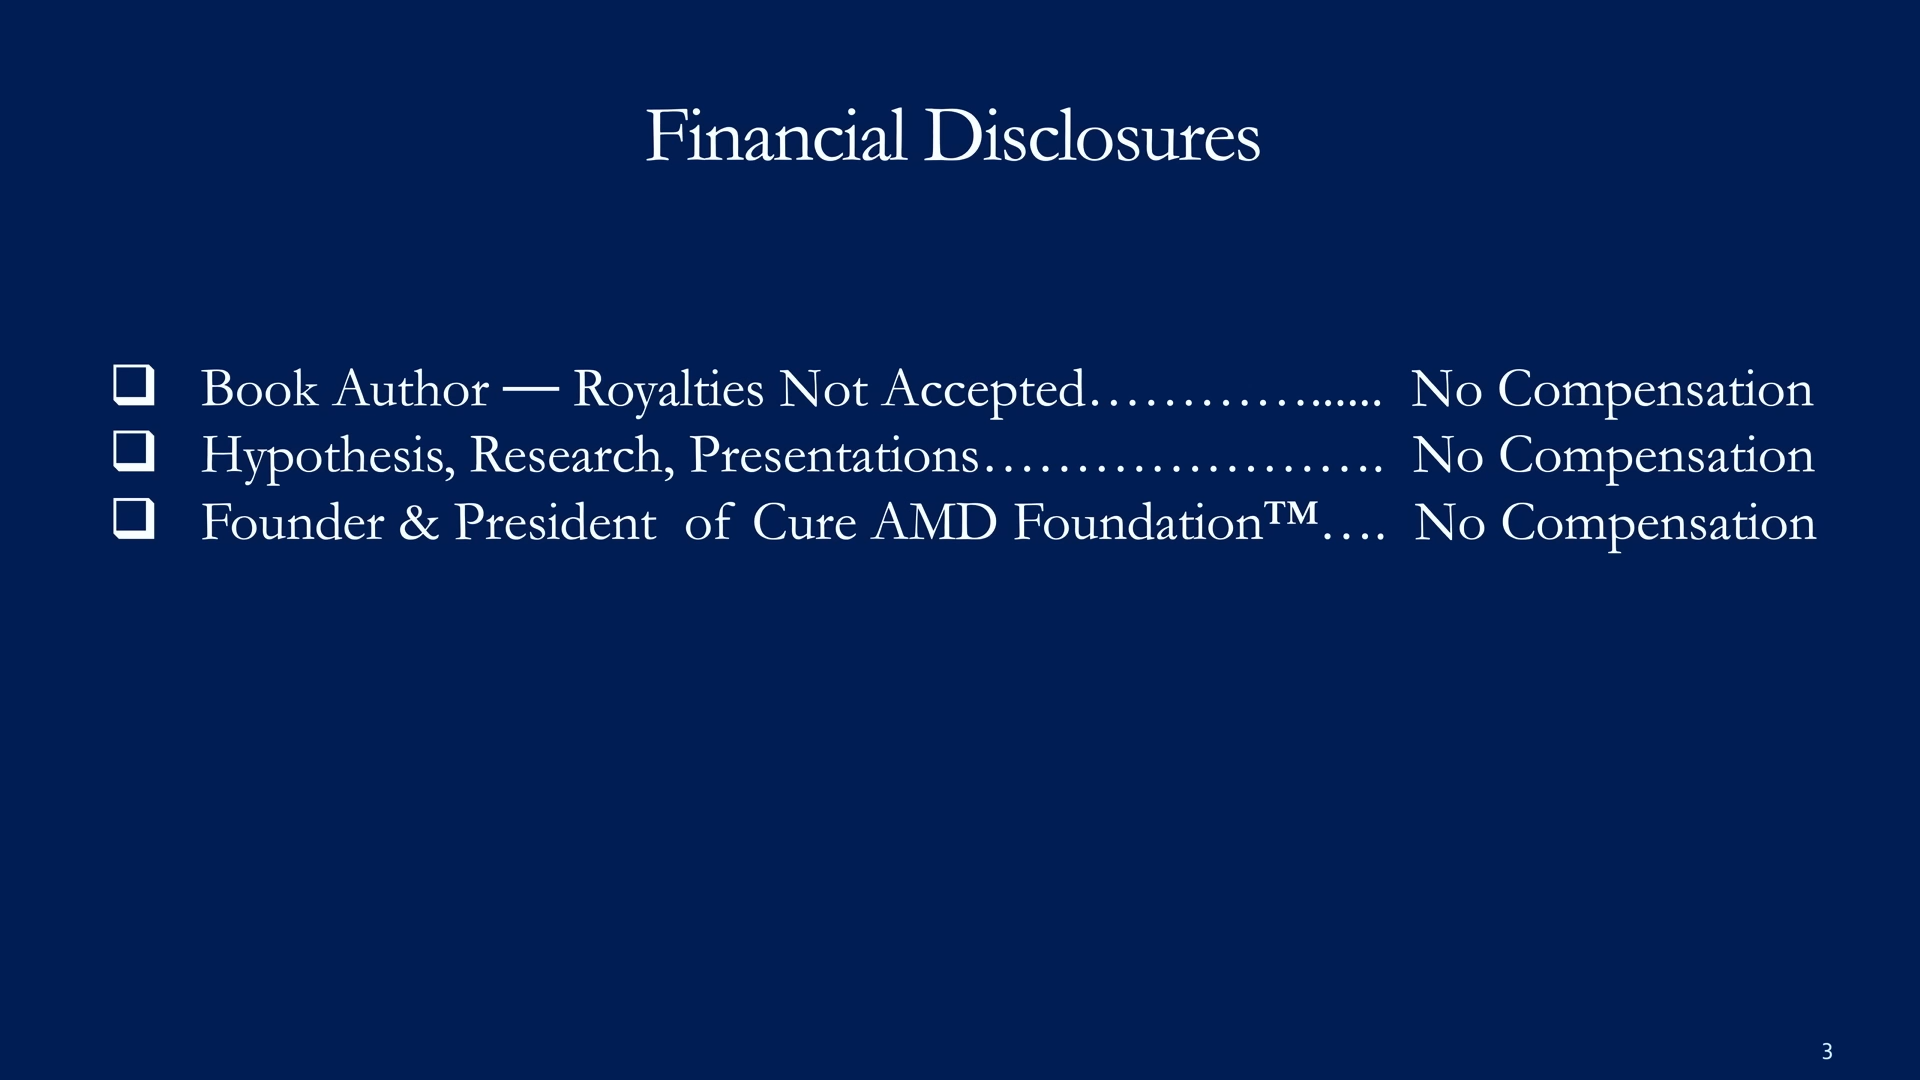 Financial Disclosures
❑ Book Author — Royalties Not Accepted…………...... No Compensation
❑ Hypothesis, Research, Presentations…………………. No Compensation
❑ Founder & President of Cure AMD Foundation™…. No Compensation
3